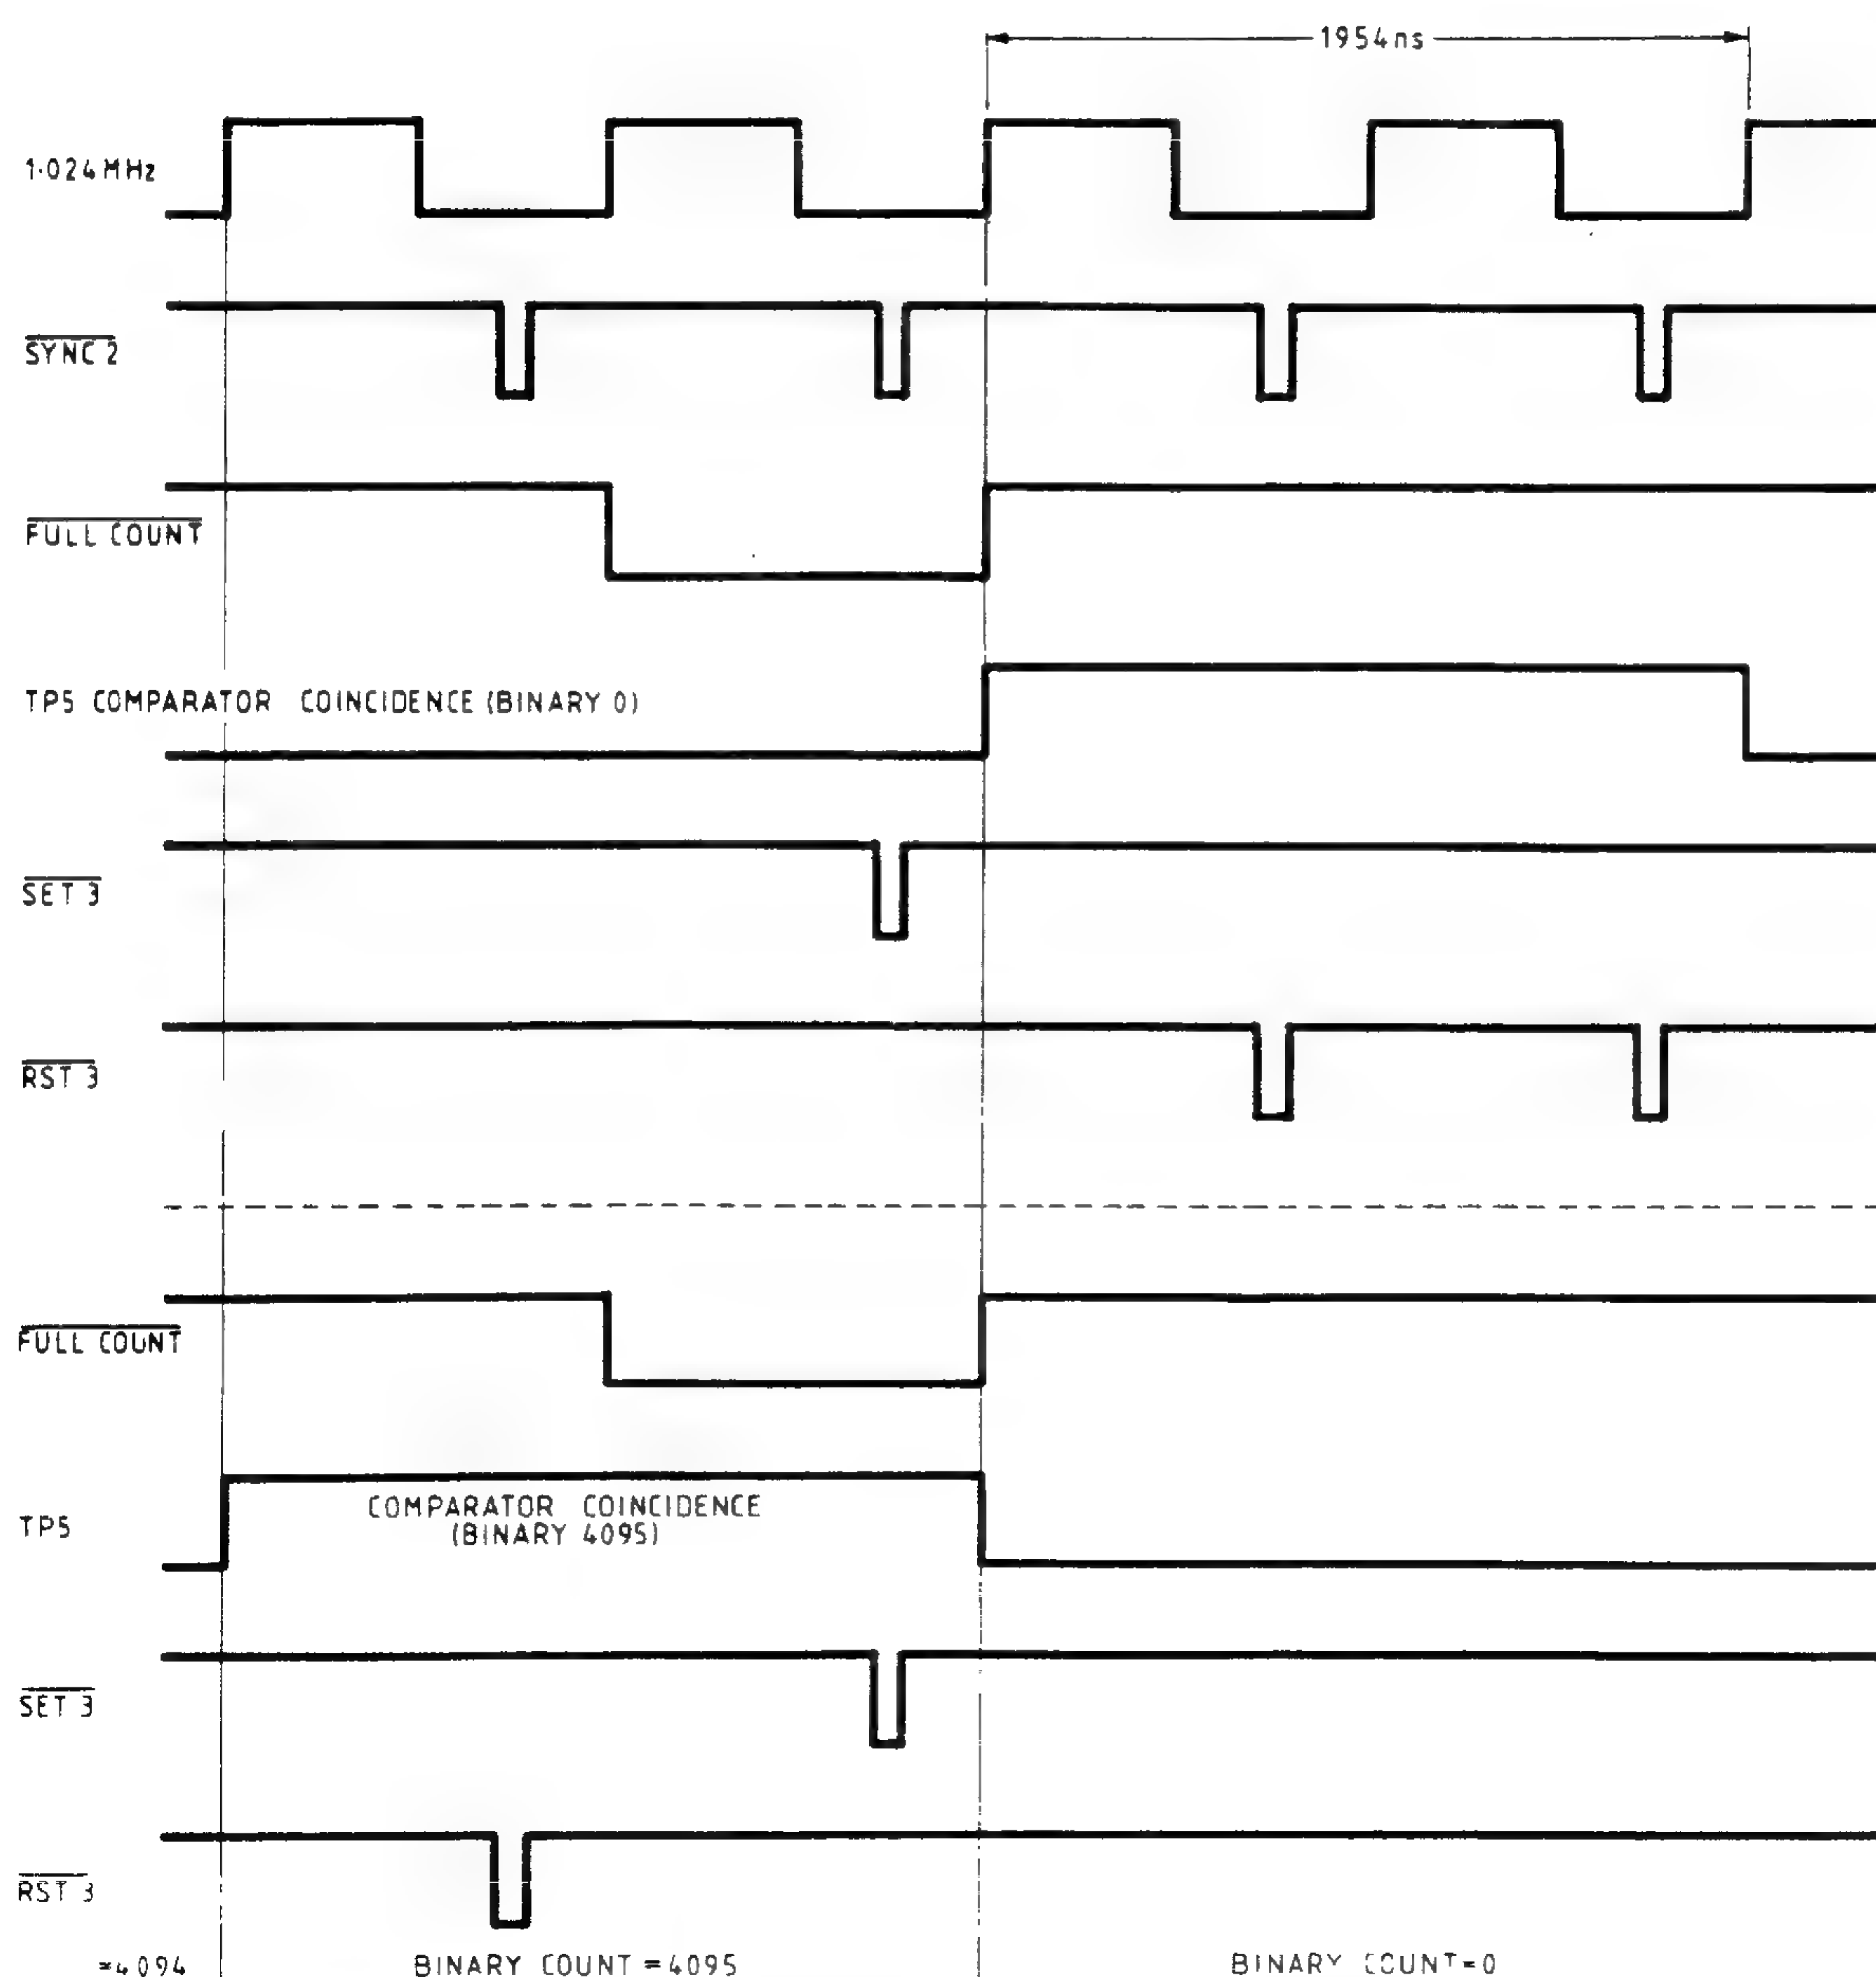 1954ns
1·024MHz
SYNC 2
FULL COUNT
TP5 COMPARATOR COINCIDENCE (BINARY 0)
SET 3
RST 3
FULL COUNT
COMPARATOR COINCIDENCE
(BINARY 4095)
TP5
SET 3
RST 3
=4094
BINARY COUNT =4095
BINARY COUNT=0